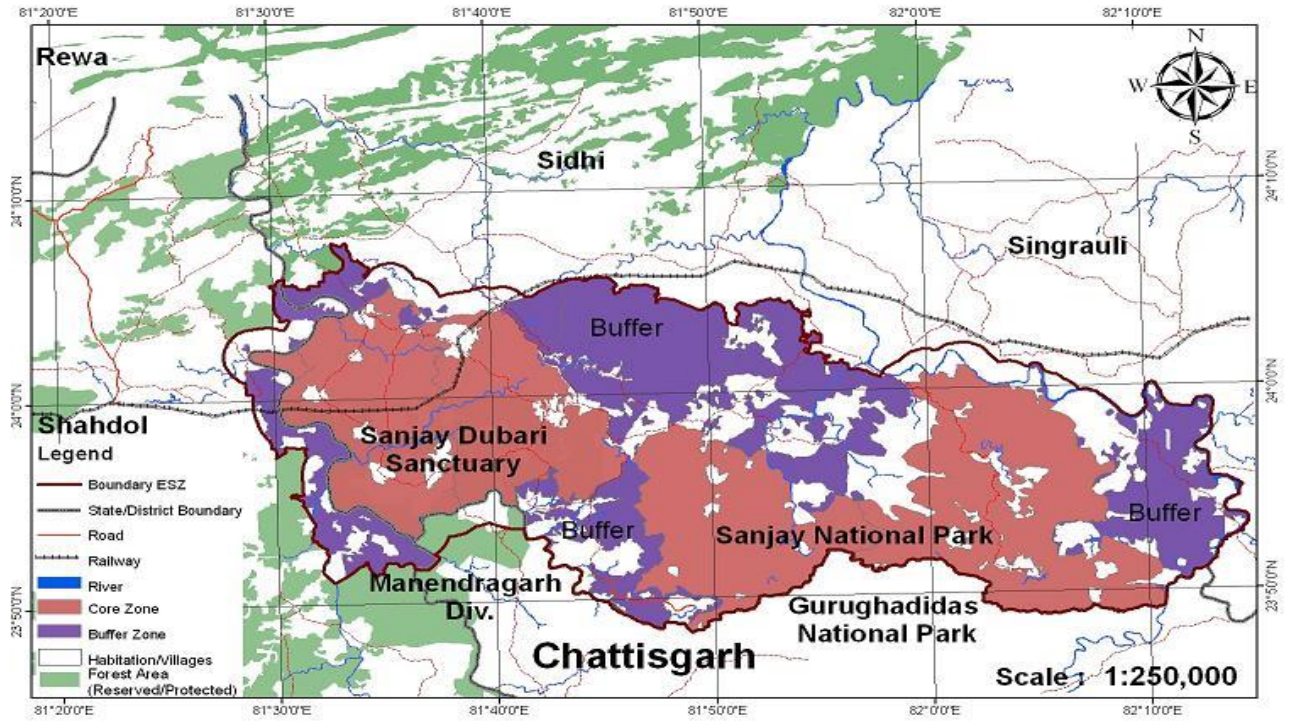 81°20'0"E 81°30'0"E 81°40'0"E 81°50'0"E 82°0'0"E 82°10'0"E
Rewa
N
W E
S
Sidhi
24°10'0"N 24°10'0"N
Singrauli
Buffer
24°0'0"N 24°0'0"N
Shahdol
Sanjay Dubari
Sanctuary
Legend
Boundary ESZ
State/District Boundary
Road
Railway
River
Core Zone
Buffer Zone
Habitation/Villages
Forest Area
(Reserved/Protected)
Buffer
Sanjay National Park
Buffer
Manendragarh
Div.
23°50'0"N 23°50'0"N
Gurughadidas
National Park
Chattisgarh
Scale : 1:250,000
81°20'0"E 81°30'0"E 81°40'0"E 81°50'0"E 82°0'0"E 82°10'0"E